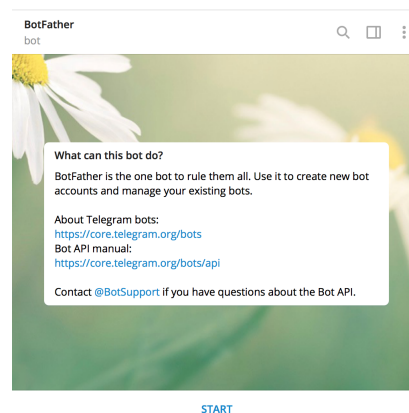 BotFather
bot
What can this bot do?
BotFather is the one bot to rule them all. Use it to create new bot
accounts and manage your existing bots.
About Telegram bots:
https://core.telegram.org/bots
Bot API manual:
https://core.telegram.org/bots/api
Contact @BotSupport if you have questions about the Bot API.
START